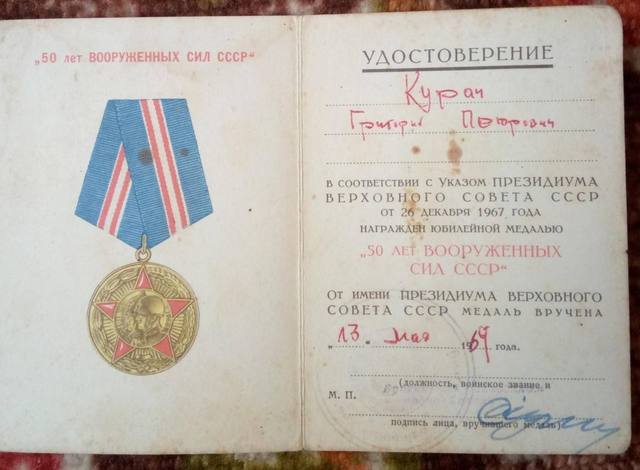 „50 лет ВООРУЖЕННЫХ СИЛ СССР“
УДОСТОВЕРЕНИЕ
Курач
Григорий Петрович
В СООТВЕТСТВИИ С УКАЗОМ ПРЕЗИДИУМА
ВЕРХОВНОГО СОВЕТА СССР
ОТ 26 ДЕКАБРЯ 1967 ГОДА
НАГРАЖДЕН ЮБИЛЕЙНОЙ МЕДАЛЬЮ
„50 ЛЕТ ВООРУЖЕННЫХ
СИЛ СССР“
ОТ ИМЕНИ ПРЕЗИДИУМА ВЕРХОВНОГО
СОВЕТА СССР МЕДАЛЬ ВРУЧЕНА
„13“ мая 1969 года.
(должность, воинское звание и
М. П.
подпись лица, вручившего медаль)